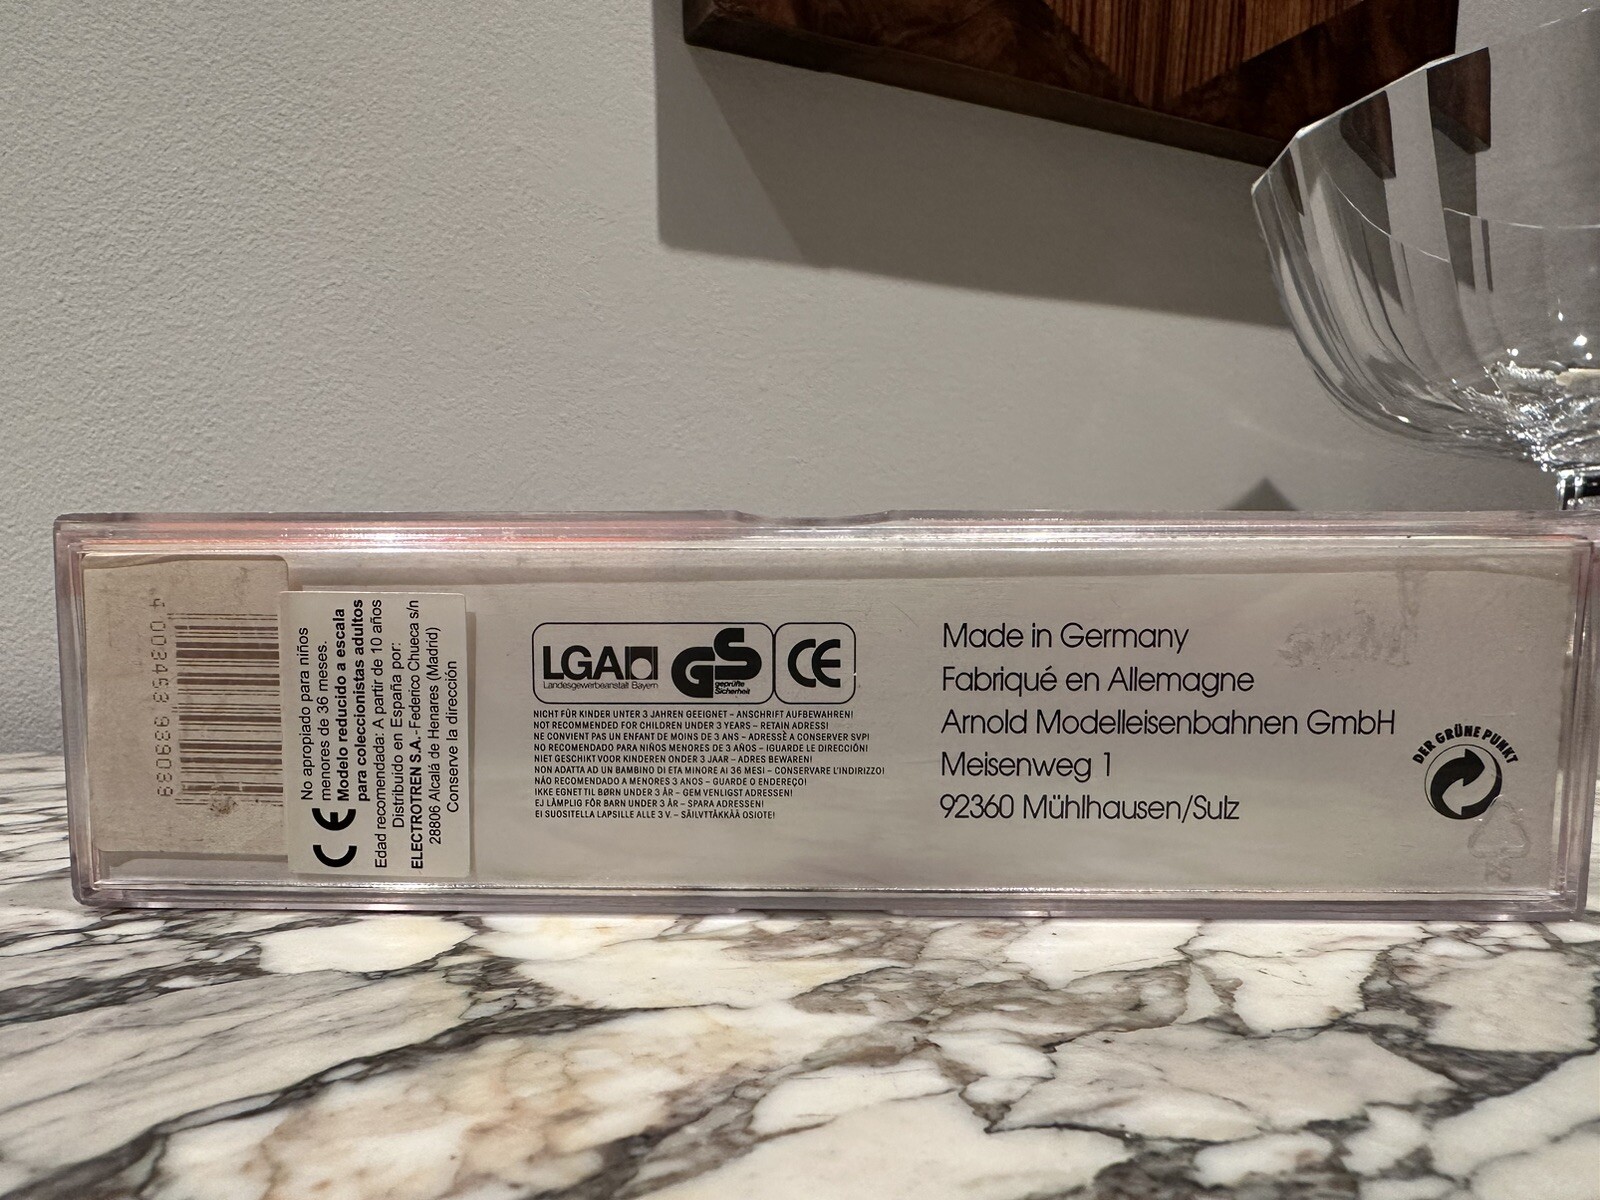 4 003463 939033
No apropiado para niños
menores de 36 meses.
Modelo reducido a escala
para coleccionistas adultos
Edad recomendada: A partir de 10 años
Distribuido en España por:
ELECTROTREN S.A.-Federico Chueca s/n
28806 Alcalá de Henares (Madrid)
Conserve la dirección
CE
LGA
Landesgewerbeanstalt Bayern
GS
geprüfte
Sicherheit
CE
NICHT FÜR KINDER UNTER 3 JAHREN GEEIGNET – ANSCHRIFT AUFBEWAHREN!
NOT RECOMMENDED FOR CHILDREN UNDER 3 YEARS – RETAIN ADRESS!
NE CONVIENT PAS UN ENFANT DE MOINS DE 3 ANS – ADRESSÈ A CONSERVER SVP!
NO RECOMENDADO PARA NIÑOS MENORES DE 3 AÑOS – ¡GUARDE LE DIRECCIÓN!
NIET GESCHIKT VOOR KINDEREN ONDER 3 JAAR – ADRES BEWAREN!
NON ADATTA AD UN BAMBINO DI ETA MINORE AI 36 MESI – CONSERVARE L'INDIRIZZO!
NÃO RECOMENDADO A MENORES 3 ANOS – GUARDE O ENDEREÇO!
IKKE EGNET TIL BØRN UNDER 3 ÅR – GEM VENLIGST ADRESSEN!
EJ LÄMPLIG FÖR BARN UNDER 3 ÅR – SPARA ADRESSEN!
EI SUOSITELLA LAPSILLE ALLE 3 V. – SÄILVTTÄKKÄÄ OSIOTE!
Made in Germany
Fabriqué en Allemagne
Arnold Modelleisenbahnen GmbH
Meisenweg 1
92360 Mühlhausen/Sulz
DER GRÜNE PUNKT